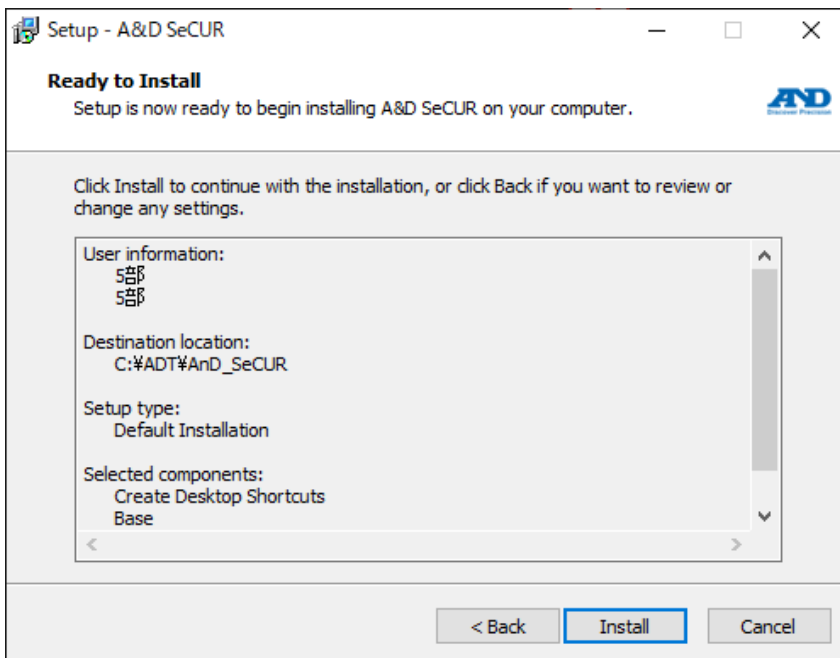 Setup - A&D SeCUR
Ready to Install
Setup is now ready to begin installing A&D SeCUR on your computer.
AND
Discover Precision
Click Install to continue with the installation, or click Back if you want to review or
change any settings.
User information:
5部
5部
Destination location:
C:¥ADT¥AnD_SeCUR
Setup type:
Default Installation
Selected components:
Create Desktop Shortcuts
Base
< Back
Install
Cancel